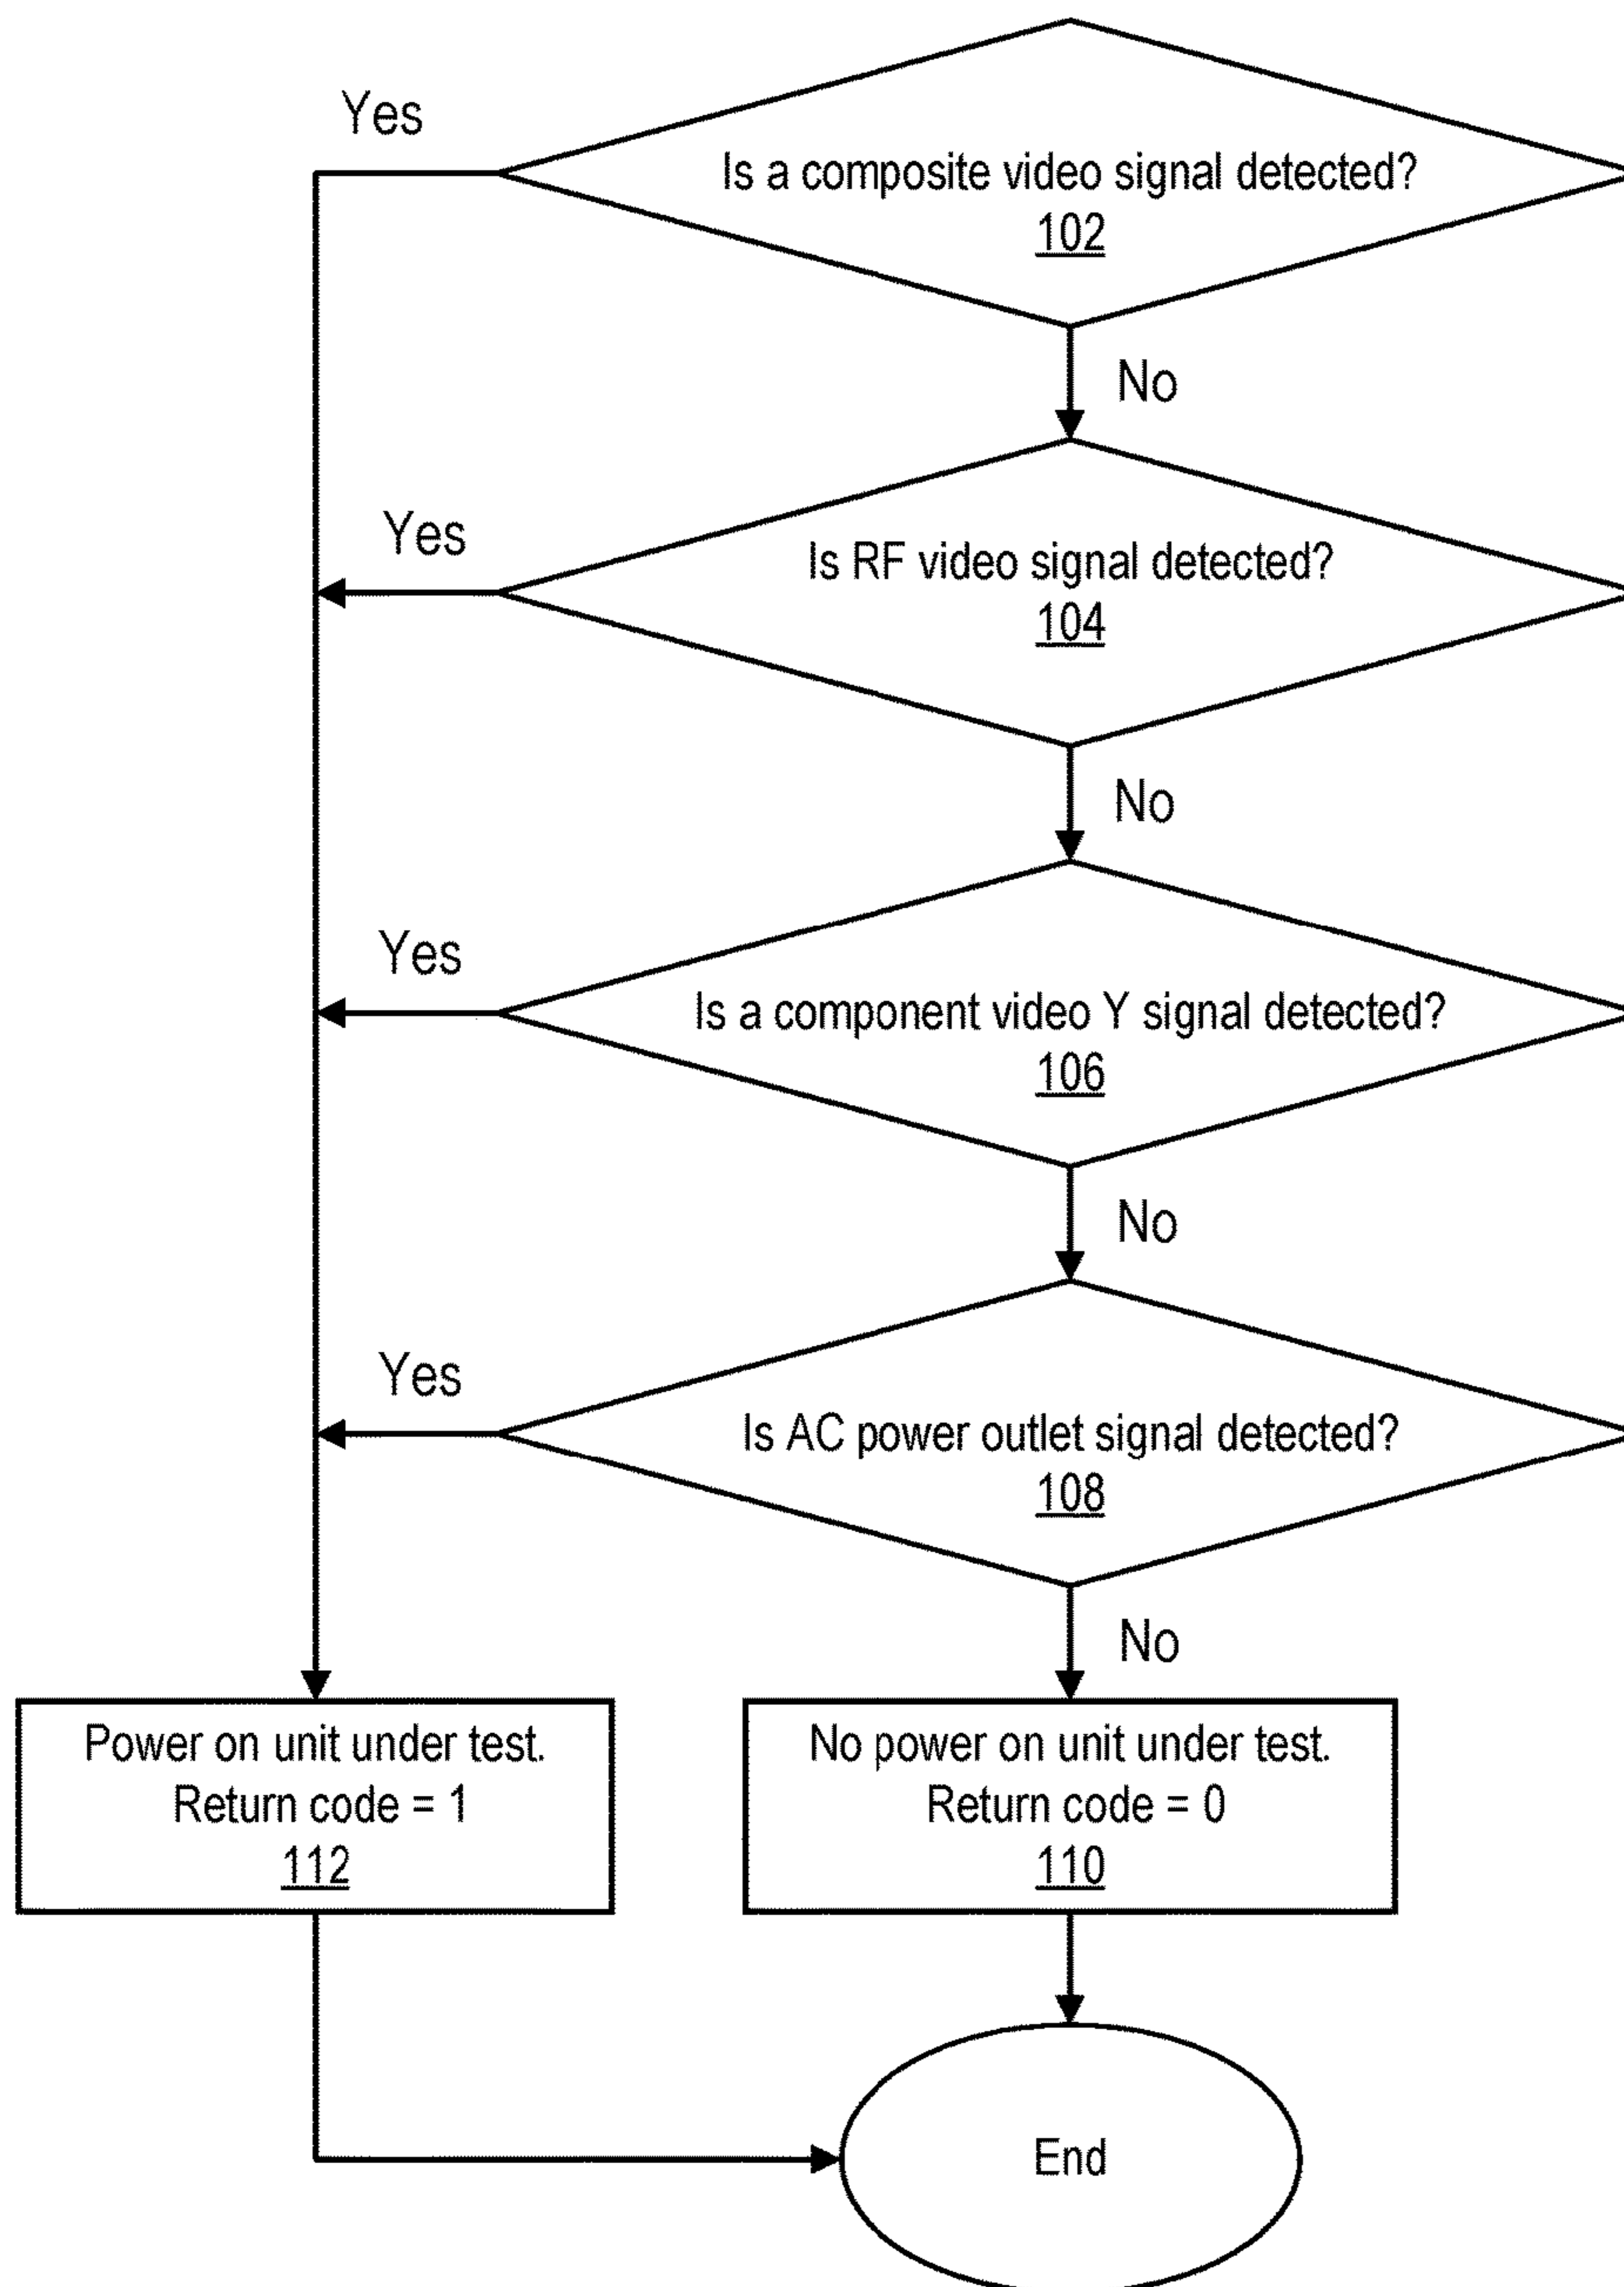 Yes
Is a composite video signal detected?
102
No
Yes
Is RF video signal detected?
104
No
Yes
Is a component video Y signal detected?
106
No
Yes
Is AC power outlet signal detected?
108
No
Power on unit under test.
Return code = 1
112
No power on unit under test.
Return code = 0
110
End